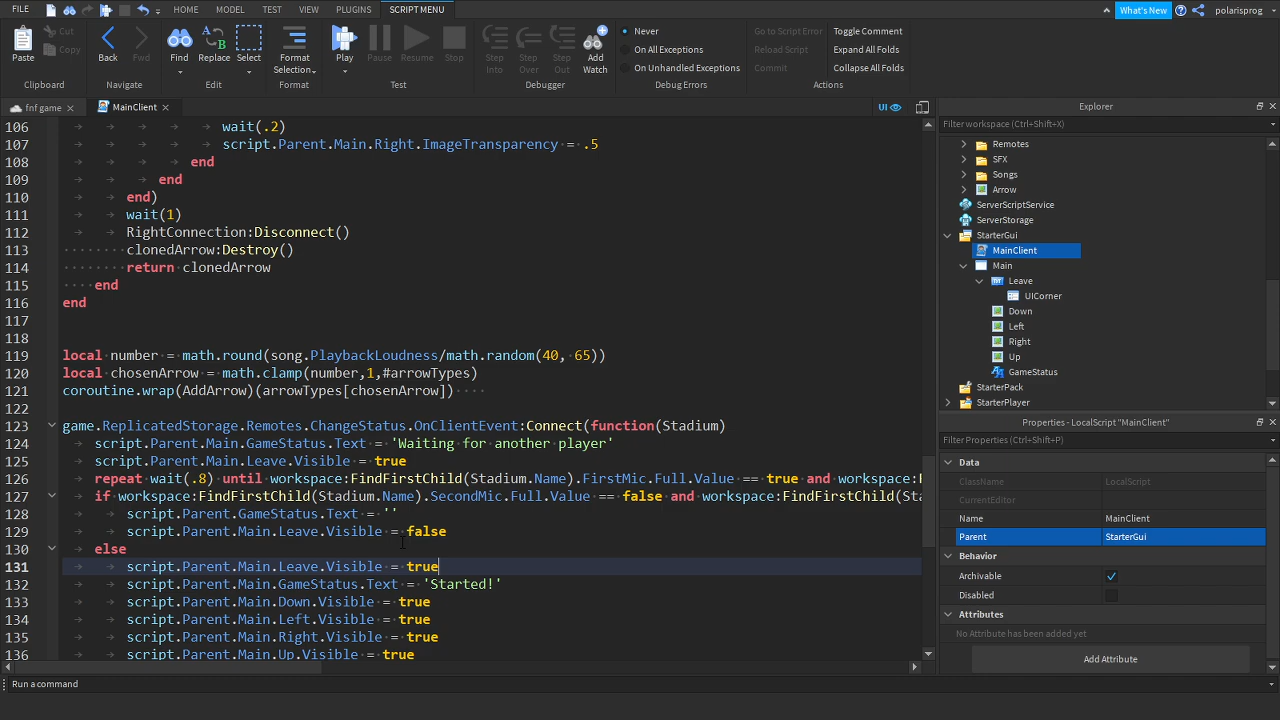 FILE
HOME
MODEL
TEST
VIEW
PLUGINS
SCRIPT MENU
What's New
polarisprog
Paste
Cut
Copy
Clipboard
Back
Fwd
Navigate
Find
Replace
Select
Edit
Format
Selection
Format
Play
Pause
Resume
Stop
Test
Step
Into
Step
Over
Step
Out
Add
Watch
Debugger
Never
On All Exceptions
On Unhandled Exceptions
Debug Errors
Go to Script Error
Reload Script
Commit
Toggle Comment
Expand All Folds
Collapse All Folds
Actions
fnf game
MainClient
UI
106 wait(.2)
107 script.Parent.Main.Right.ImageTransparency = .5
108 end
109 end
110 end)
111 wait(1)
112 RightConnection:Disconnect()
113 clonedArrow:Destroy()
114 return clonedArrow
115 end
116 end
117
118
119 local number = math.round(song.PlaybackLoudness/math.random(40, 65))
120 local chosenArrow = math.clamp(number,1,#arrowTypes)
121 coroutine.wrap(AddArrow)(arrowTypes[chosenArrow])
122
123 game.ReplicatedStorage.Remotes.ChangeStatus.OnClientEvent:Connect(function(Stadium)
124 script.Parent.Main.GameStatus.Text = 'Waiting for another player'
125 script.Parent.Main.Leave.Visible = true
126 repeat wait(.8) until workspace:FindFirstChild(Stadium.Name).FirstMic.Full.Value == true and workspace:F
127 if workspace:FindFirstChild(Stadium.Name).SecondMic.Full.Value == false and workspace:FindFirstChild(Sta
128 script.Parent.GameStatus.Text = ''
129 script.Parent.Main.Leave.Visible = false
130 else
131 script.Parent.Main.Leave.Visible = true
132 script.Parent.Main.GameStatus.Text = 'Started!'
133 script.Parent.Main.Down.Visible = true
134 script.Parent.Main.Left.Visible = true
135 script.Parent.Main.Right.Visible = true
136 script.Parent.Main.Up.Visible = true
Run a command
Explorer
Filter workspace (Ctrl+Shift+X)
Remotes
SFX
Songs
Arrow
ServerScriptService
ServerStorage
StarterGui
MainClient
Main
Leave
UICorner
Down
Left
Right
Up
GameStatus
StarterPack
StarterPlayer
Properties - LocalScript "MainClient"
Filter Properties (Ctrl+Shift+P)
Data
ClassName LocalScript
CurrentEditor
Name MainClient
Parent StarterGui
Behavior
Archivable
Disabled
Attributes
No Attribute has been added yet
Add Attribute